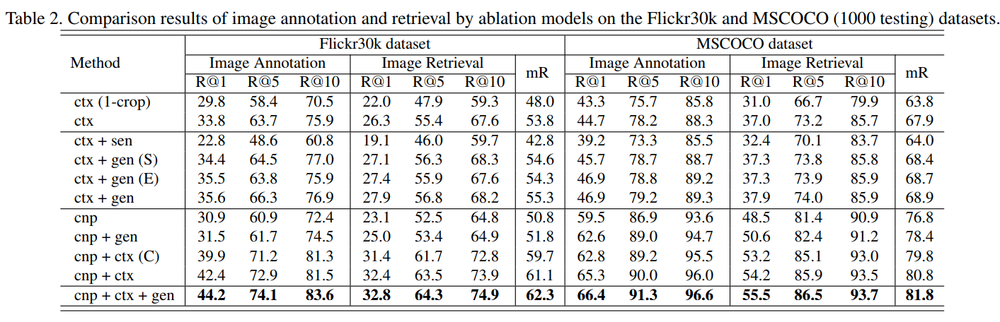 Table 2. Comparison results of image annotation and retrieval by ablation models on the Flickr30k and MSCOCO (1000 testing) datasets.
Flickr30k dataset MSCOCO dataset
Method Image Annotation Image Retrieval mR Image Annotation Image Retrieval mR
R@1 R@5 R@10 R@1 R@5 R@10 R@1 R@5 R@10 R@1 R@5 R@10
ctx (1-crop) 29.8 58.4 70.5 22.0 47.9 59.3 48.0 43.3 75.7 85.8 31.0 66.7 79.9 63.8
ctx 33.8 63.7 75.9 26.3 55.4 67.6 53.8 44.7 78.2 88.3 37.0 73.2 85.7 67.9
ctx + sen 22.8 48.6 60.8 19.1 46.0 59.7 42.8 39.2 73.3 85.5 32.4 70.1 83.7 64.0
ctx + gen (S) 34.4 64.5 77.0 27.1 56.3 68.3 54.6 45.7 78.7 88.7 37.3 73.8 85.8 68.4
ctx + gen (E) 35.5 63.8 75.9 27.4 55.9 67.6 54.3 46.9 78.8 89.2 37.3 73.9 85.9 68.7
ctx + gen 35.6 66.3 76.9 27.9 56.8 68.2 55.3 46.9 79.2 89.3 37.9 74.0 85.9 68.9
cnp 30.9 60.9 72.4 23.1 52.5 64.8 50.8 59.5 86.9 93.6 48.5 81.4 90.9 76.8
cnp + gen 31.5 61.7 74.5 25.0 53.4 64.9 51.8 62.6 89.0 94.7 50.6 82.4 91.2 78.4
cnp + ctx (C) 39.9 71.2 81.3 31.4 61.7 72.8 59.7 62.8 89.2 95.5 53.2 85.1 93.0 79.8
cnp + ctx 42.4 72.9 81.5 32.4 63.5 73.9 61.1 65.3 90.0 96.0 54.2 85.9 93.5 80.8
cnp + ctx + gen 44.2 74.1 83.6 32.8 64.3 74.9 62.3 66.4 91.3 96.6 55.5 86.5 93.7 81.8